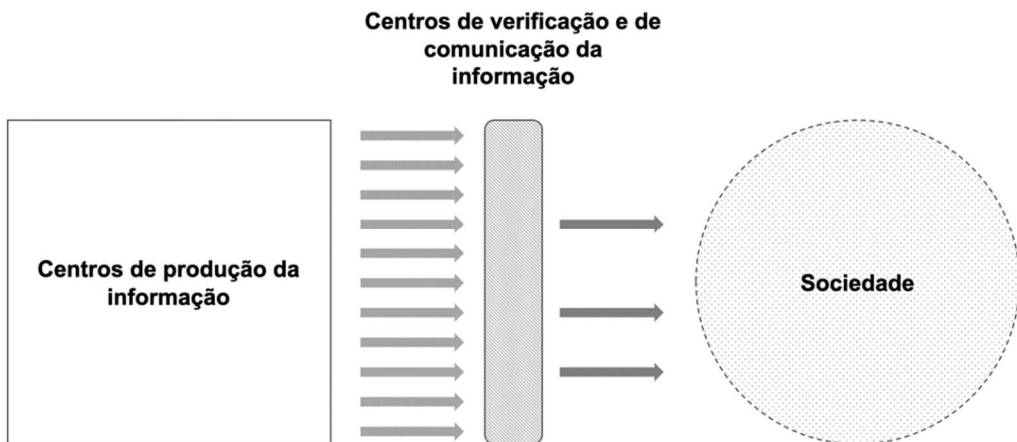 Centros de verificação e de
comunicação da
informação
Centros de produção da
informação
Sociedade